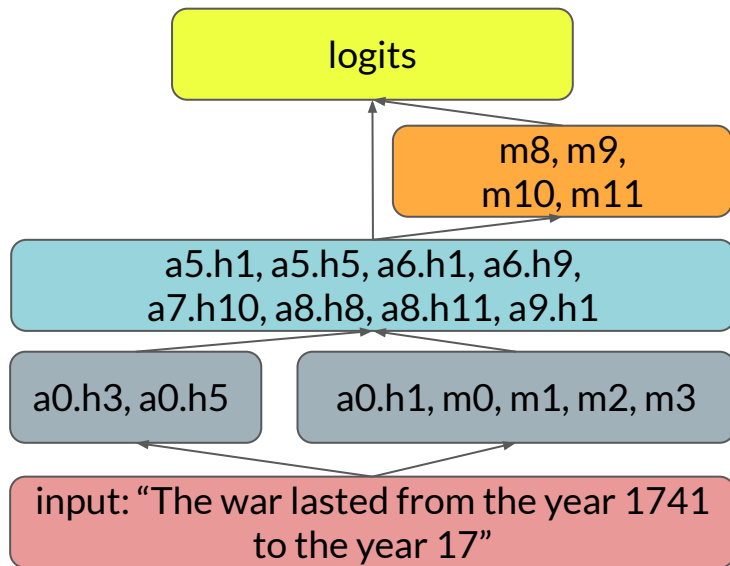 logits
m8, m9,
m10, m11
a5.h1, a5.h5, a6.h1, a6.h9,
a7.h10, a8.h8, a8.h11, a9.h1
a0.h3, a0.h5
a0.h1, m0, m1, m2, m3
input: “The war lasted from the year 1741
to the year 17”